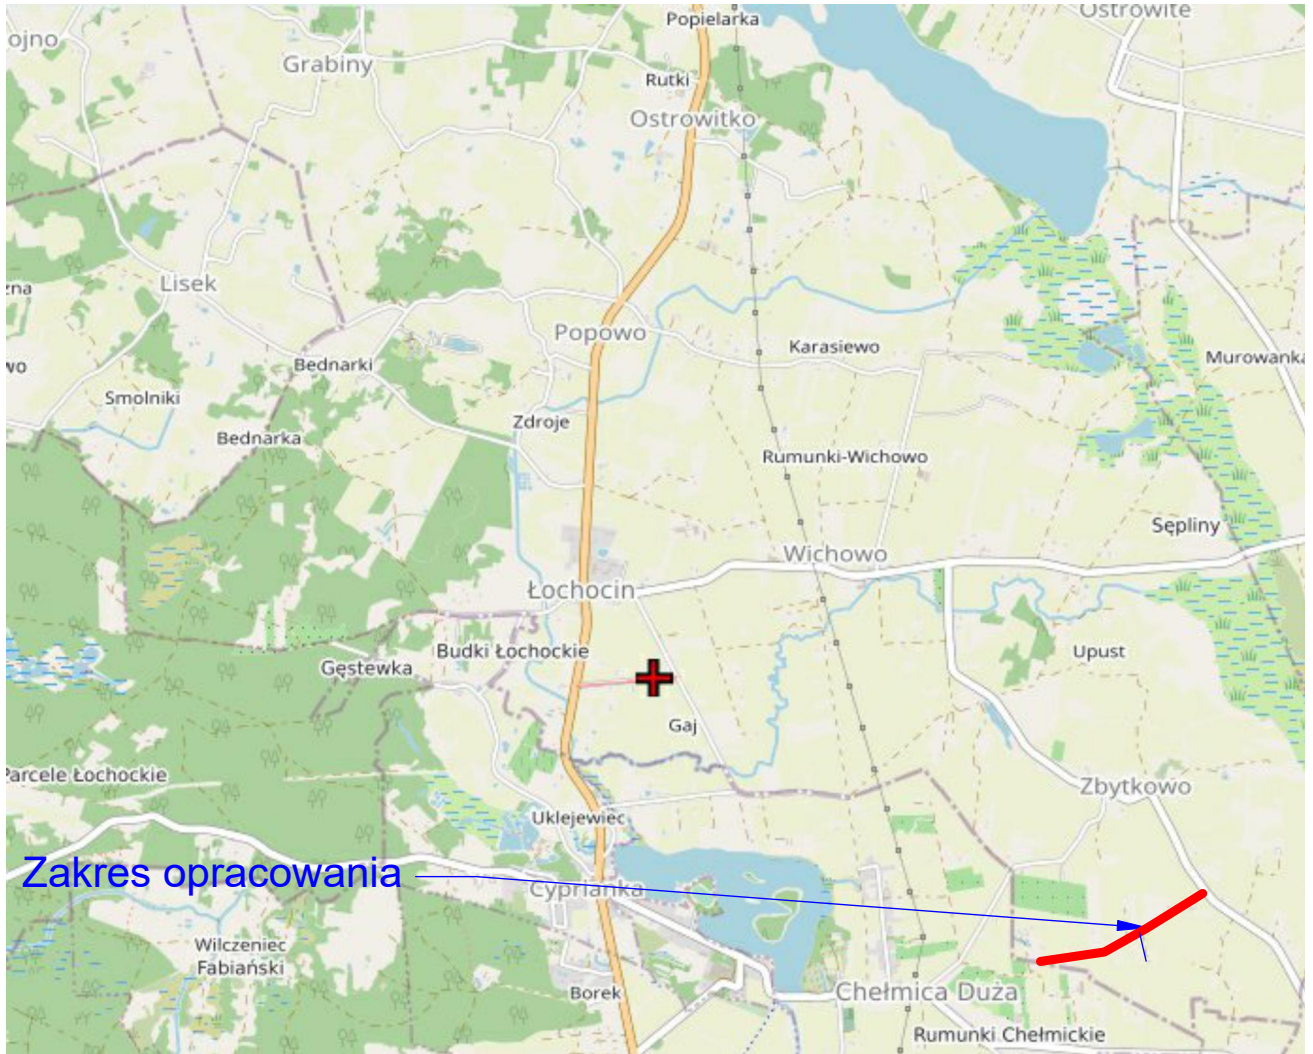 Popielarka
Ostrowite
ojno
Grabiny
Rutki
Ostrowitko
Lisek
zna
Popowo
Karasiewo
Murowanka
wo
Bednarki
Smolniki
Zdroje
Bednarka
Rumunki-Wichowo
Sępliny
Wichowo
Łochocin
Budki Łochockie
Gęstewka
Upust
Gaj
Parcele Łochockie
Zbytkowo
Uklejewiec
Zakres opracowania
Cyprianka
Wilczeniec
Fabiański
Borek
Chełmica Duża
Rumunki Chełmickie